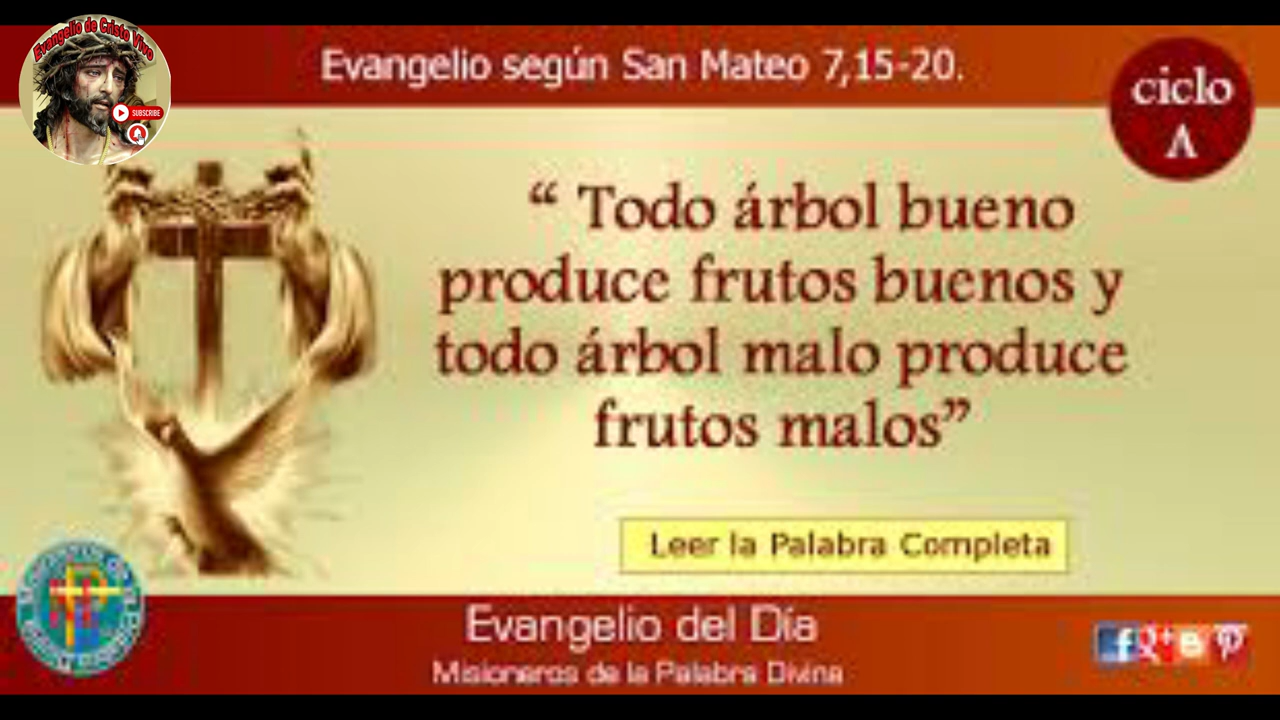 Evangelio de Cristo Vivo
SUBSCRIBE
Evangelio según San Mateo 7,15-20.
ciclo
A
“ Todo árbol bueno
produce frutos buenos y
todo árbol malo produce
frutos malos”
Leer la Palabra Completa
Evangelio del Día
Misioneros de la Palabra Divina